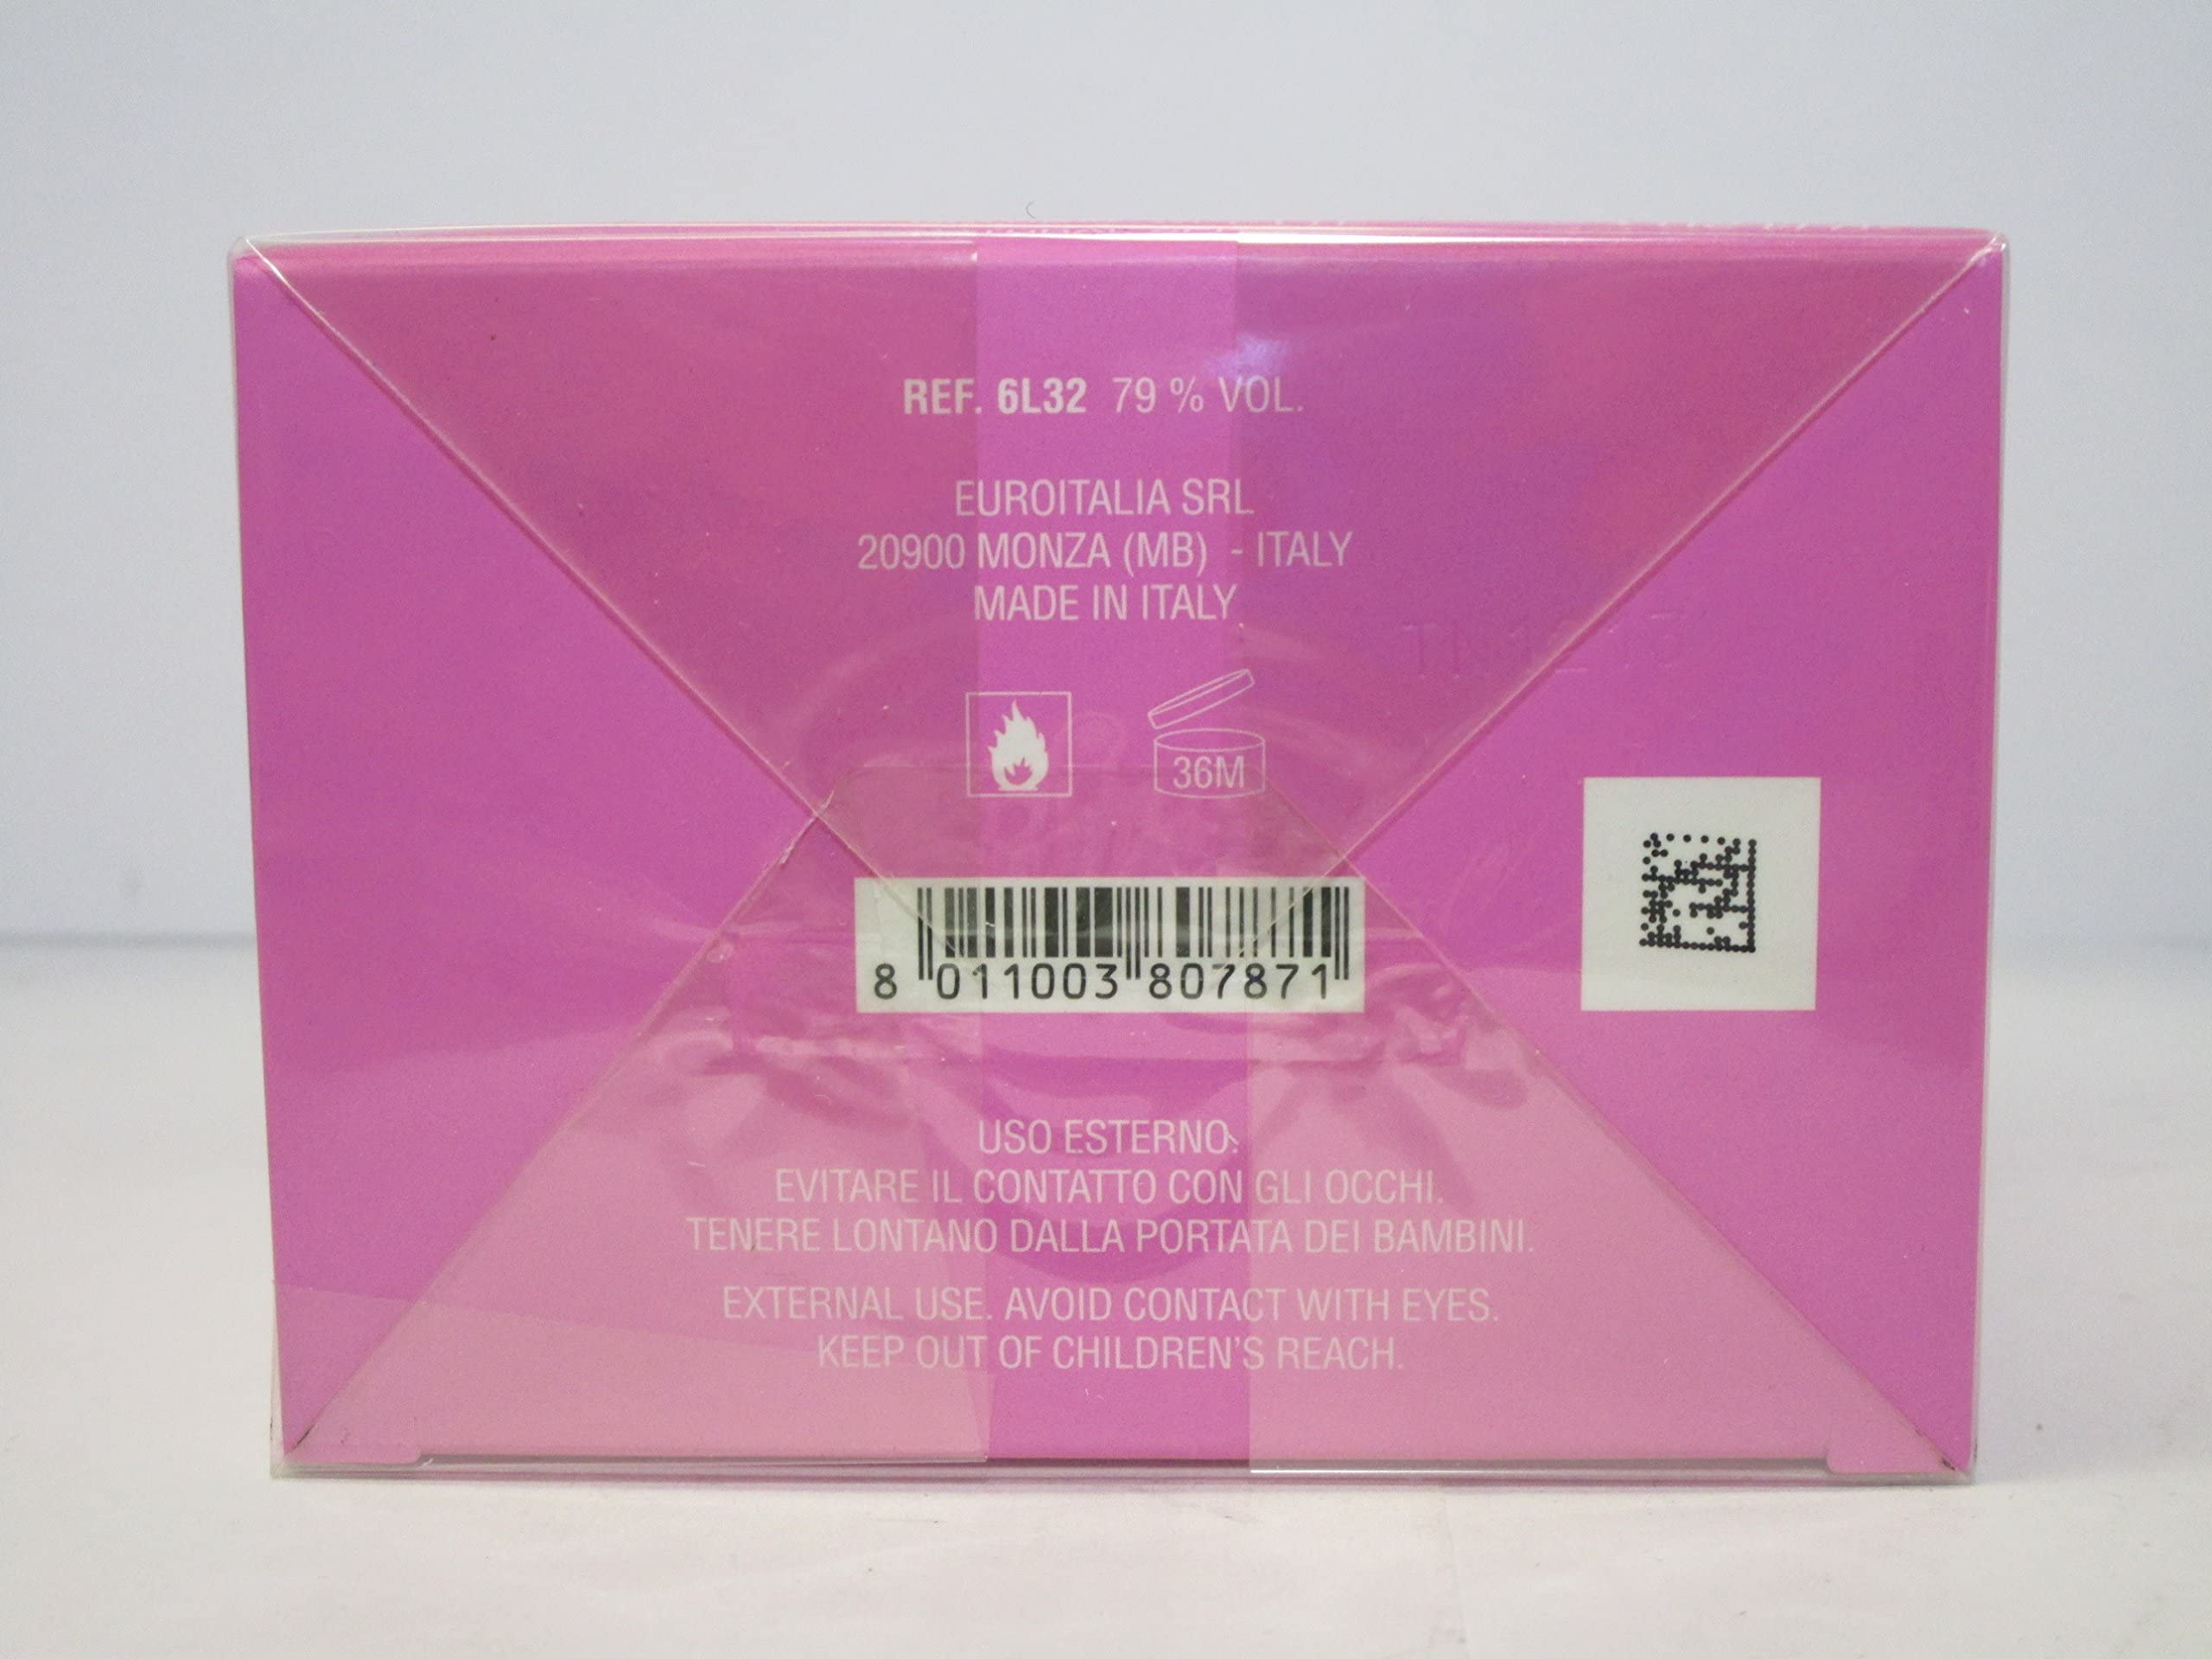 REF. 6L32 79 % VOL.
EUROITALIA SRL
20900 MONZA (MB) - ITALY
MADE IN ITALY
36M
8 011003 807871
USO ESTERNO.
EVITARE IL CONTATTO CON GLI OCCHI.
TENERE LONTANO DALLA PORTATA DEI BAMBINI.
EXTERNAL USE. AVOID CONTACT WITH EYES.
KEEP OUT OF CHILDREN'S REACH.